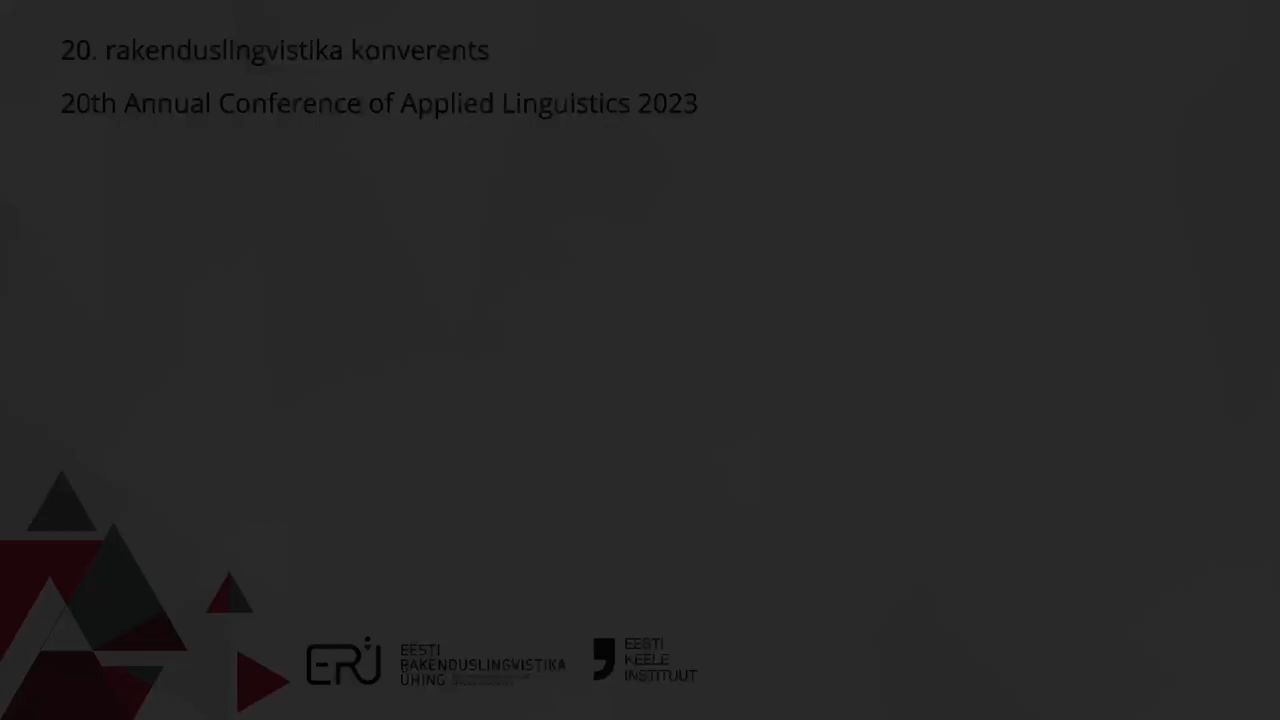 20. rakenduslingvistika konverents
20th Annual Conference of Applied Linguistics 2023
ERÜ
EESTI
RAKENDUSLINGVISTIKA
ÜHING
EESTI
KEELE
INSTITUUT